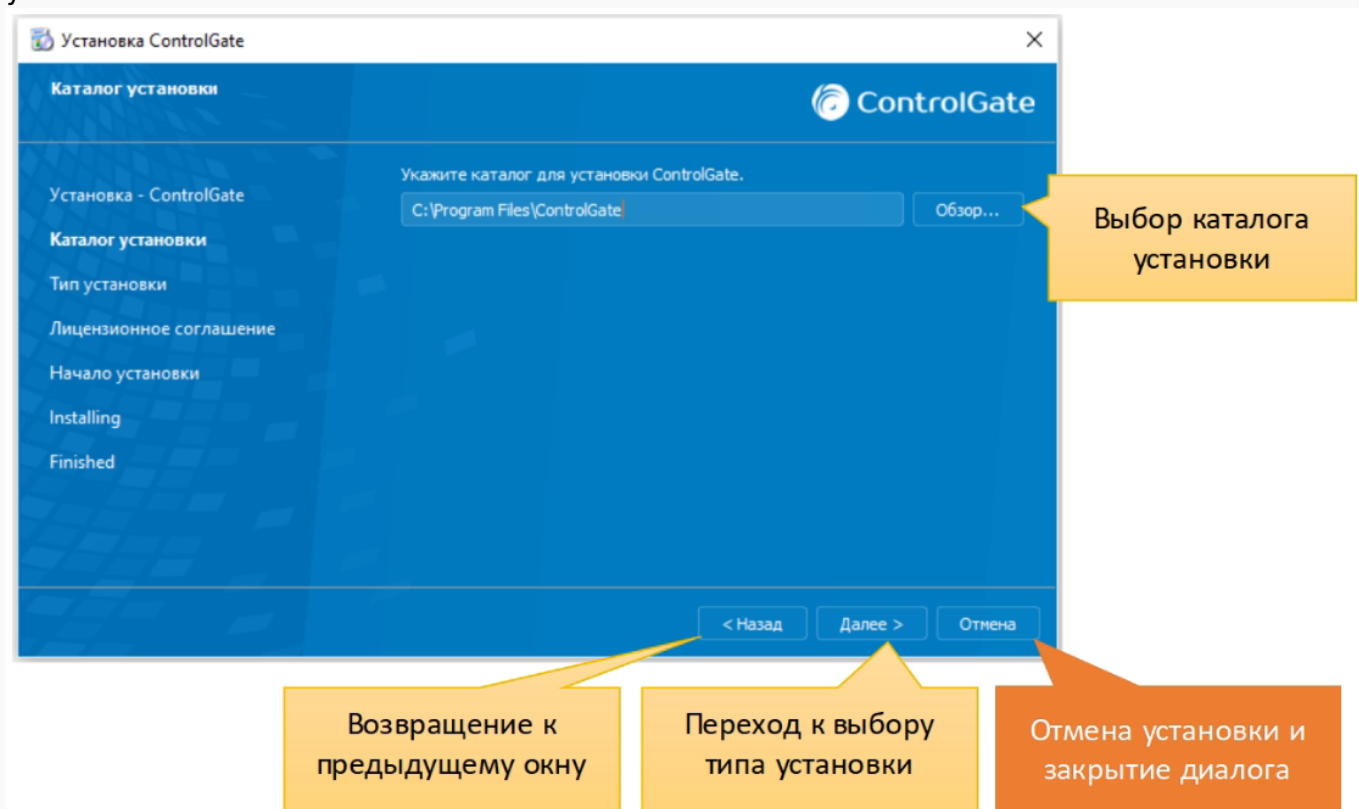 Установка ControlGate
Каталог установки
ControlGate
Укажите каталог для установки ControlGate.
C:\Program Files\ControlGate
Обзор...
Установка - ControlGate
Каталог установки
Тип установки
Лицензионное соглашение
Начало установки
Installing
Finished
< Назад
Далее >
Отмена
Выбор каталога
установки
Возвращение к
предыдущему окну
Переход к выбору
типа установки
Отмена установки и
закрытие диалога